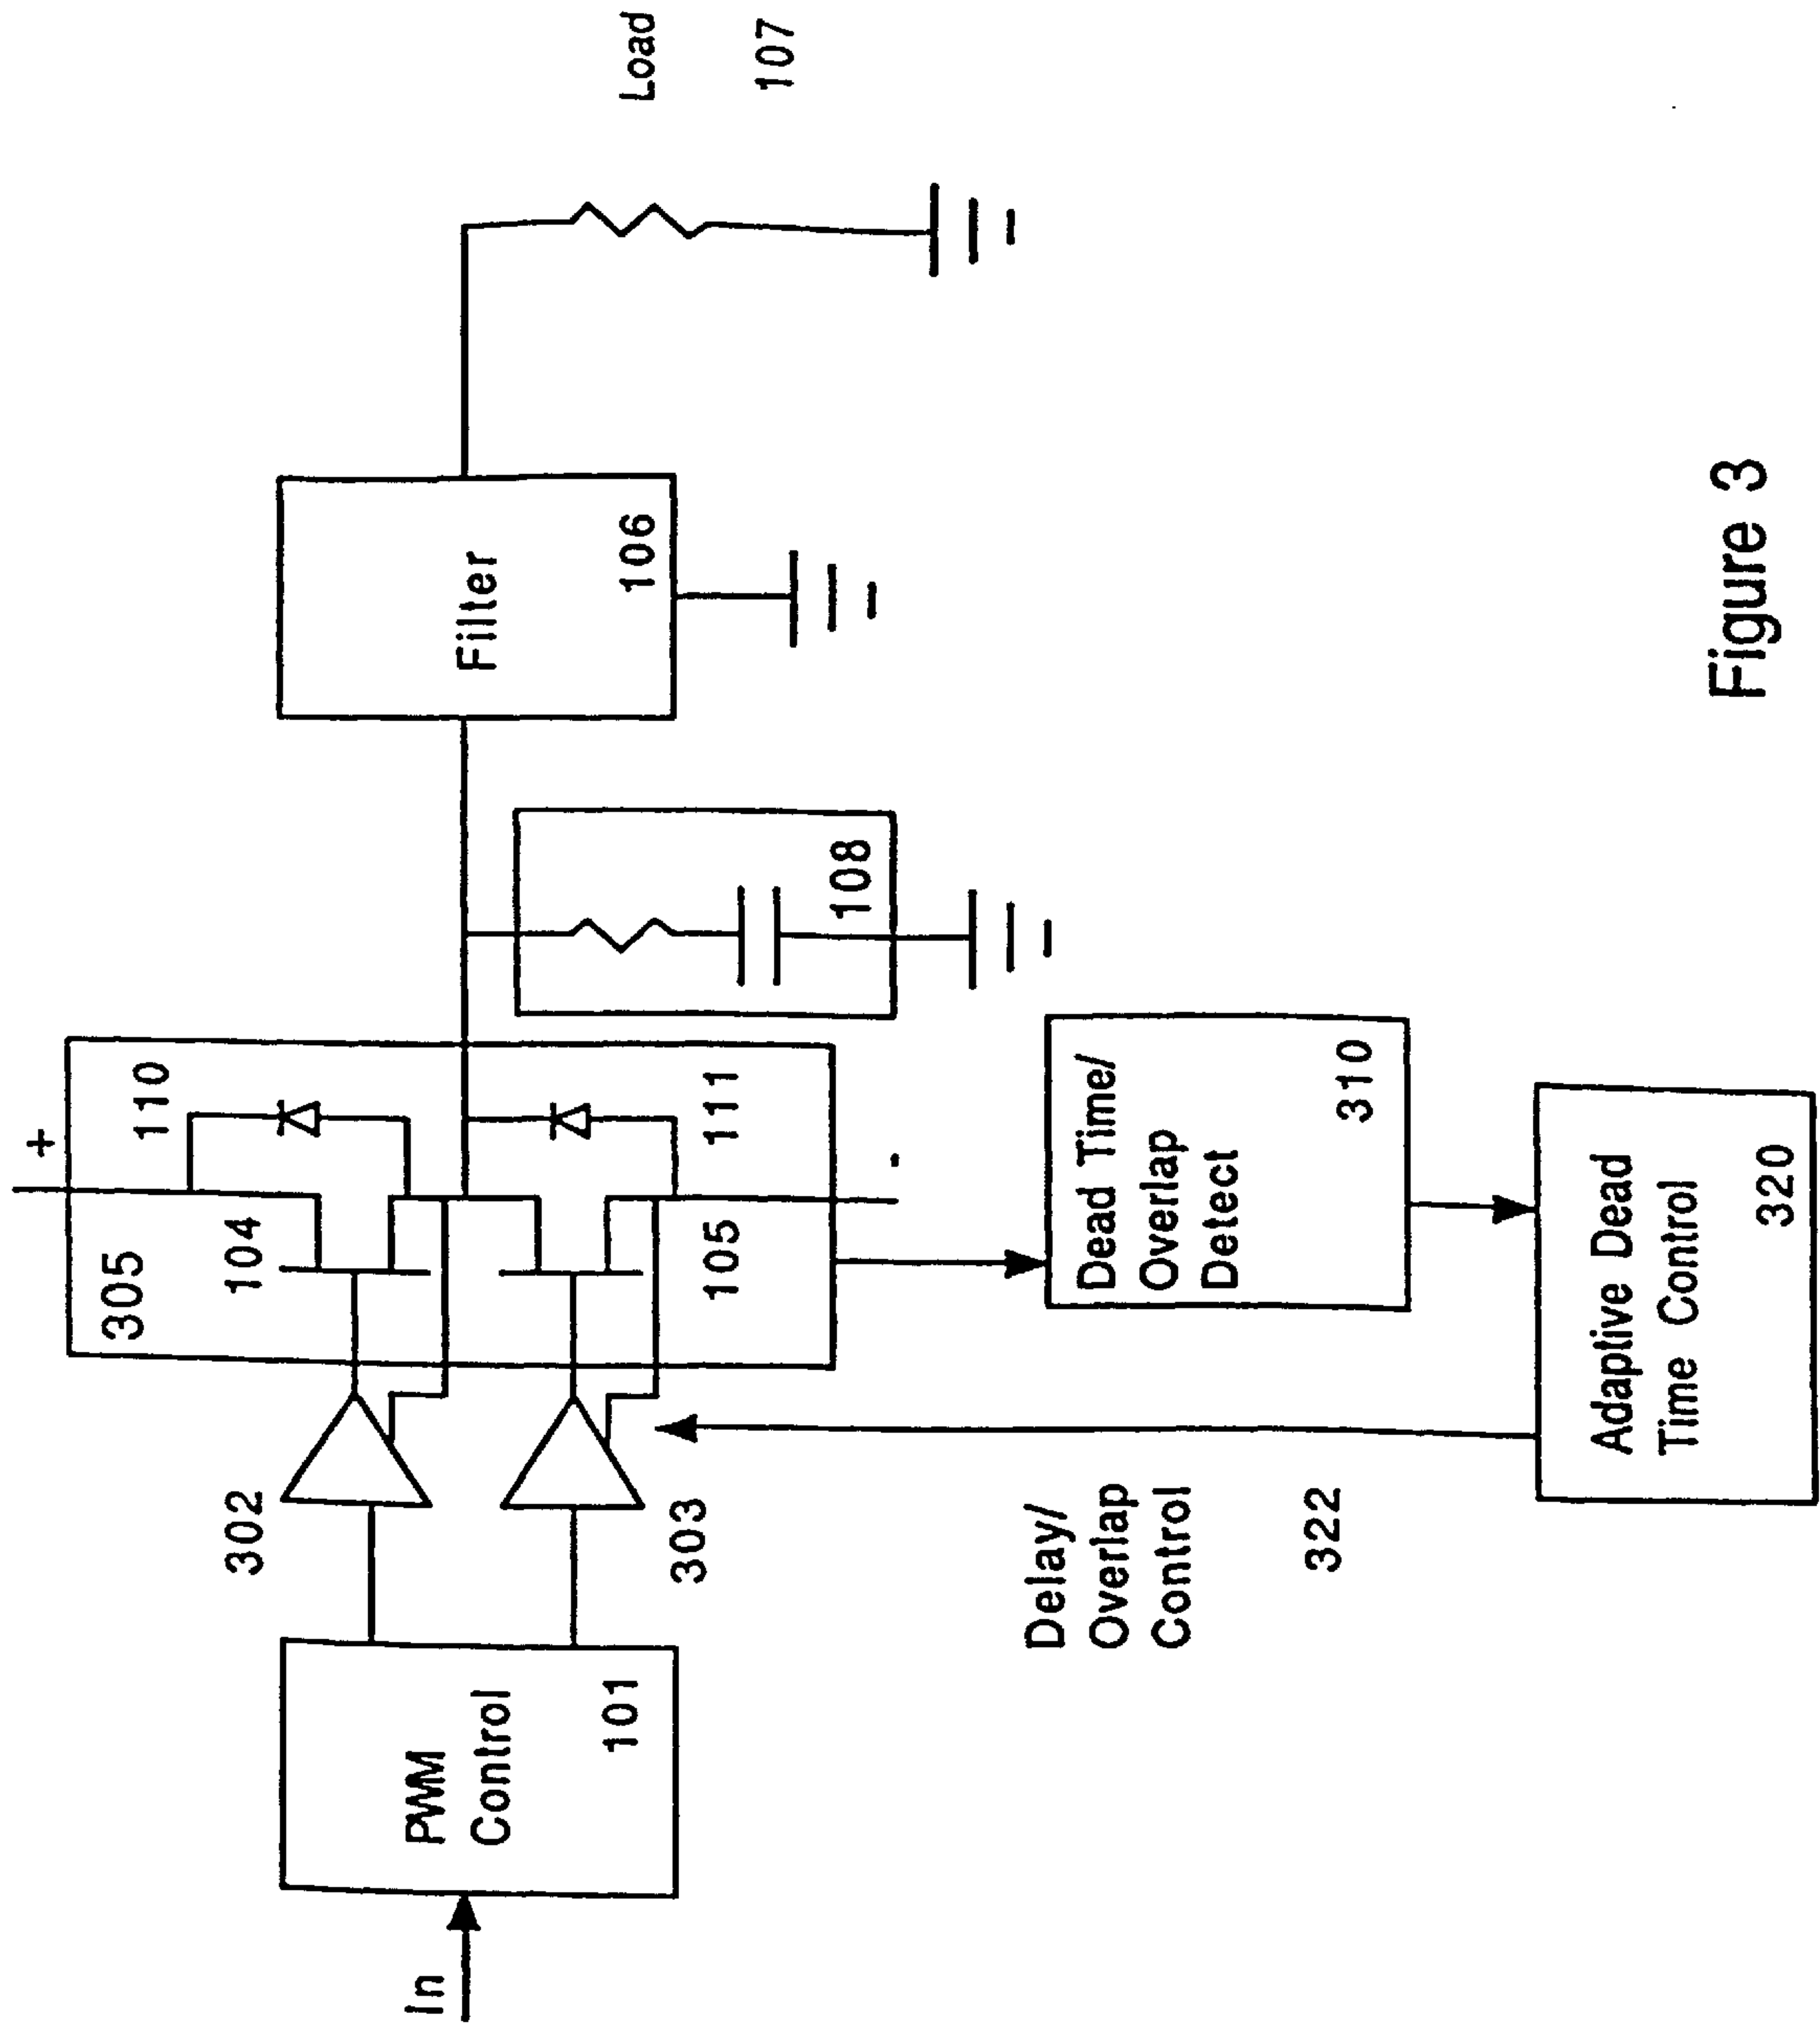 In
PWM
Control
101
302
303
305
104
105
+
-
110
111
108
Filter
106
Load
107
Delay/
Overlap
Control
322
Dead Time/
Overlap
Detect
310
Adaptive Dead
Time Control
320
Figure 3